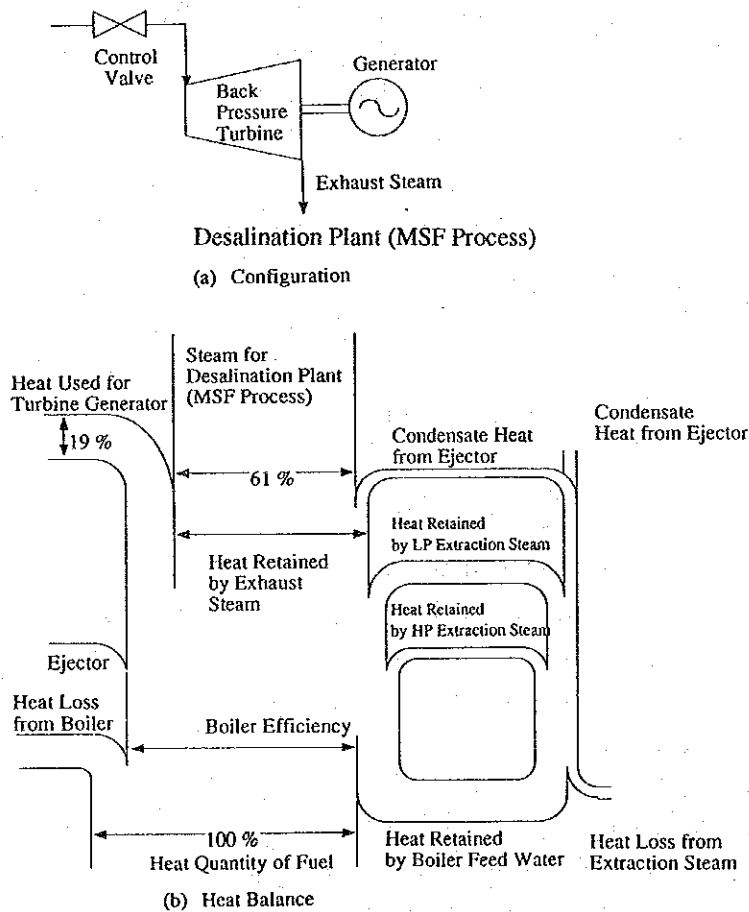 Control
Valve
Generator
Back
Pressure
Turbine
Exhaust Steam
Desalination Plant (MSF Process)
(a) Configuration
Steam for
Desalination Plant
(MSF Process)
Heat Used for
Turbine Generator
19 %
Condensate
Heat from Ejector
Condensate Heat
from Ejector
61 %
Heat Retained
by LP Extraction Steam
Heat Retained
by Exhaust
Steam
Heat Retained
by HP Extraction Steam
Ejector
Heat Loss
from Boiler
Boiler Efficiency
100 %
Heat Quantity of Fuel
Heat Retained
by Boiler Feed Water
Heat Loss from
Extraction Steam
(b) Heat Balance